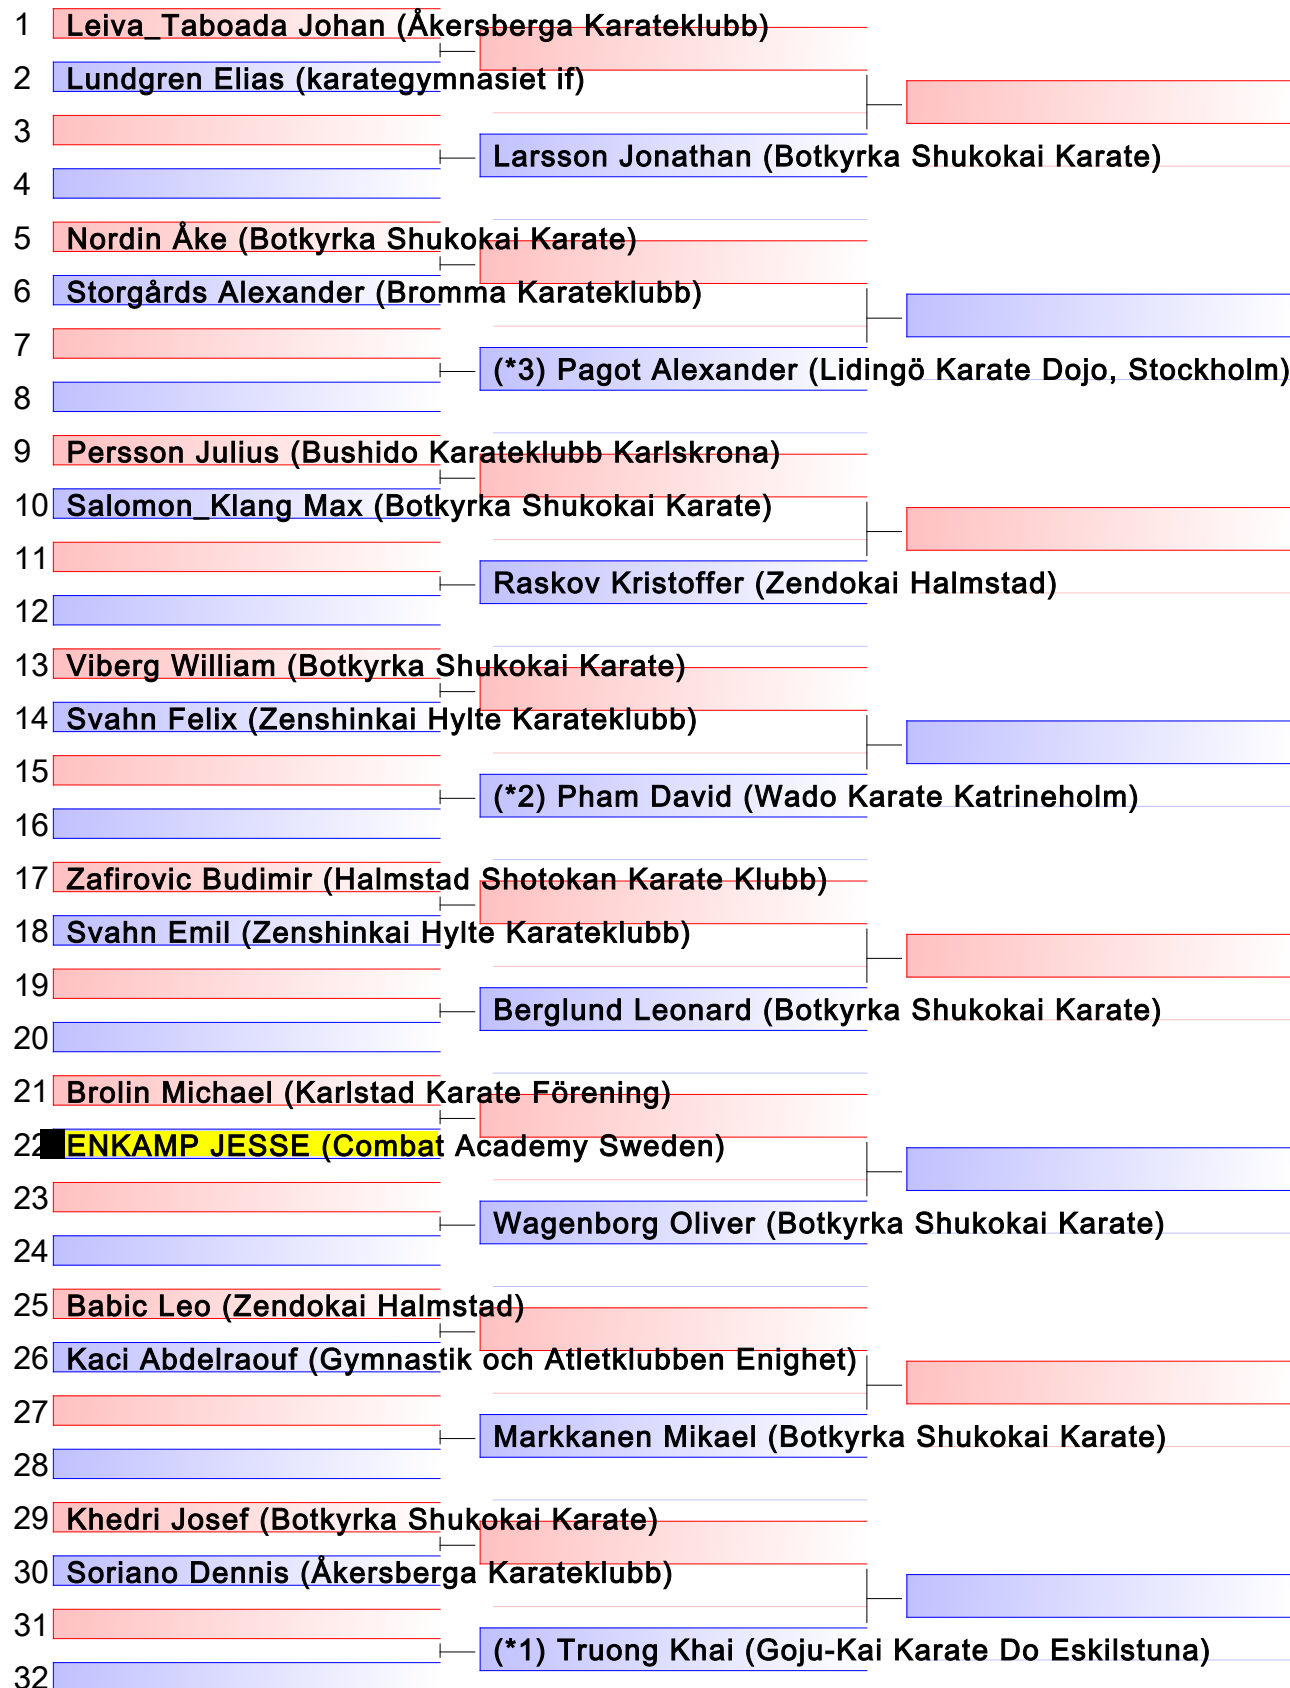 1 Leiva_Taboada Johan (Åkersberga Karateklubb)
2 Lundgren Elias (karategymnasiet if)
3
Larsson Jonathan (Botkyrka Shukokai Karate)
4
5 Nordin Åke (Botkyrka Shukokai Karate)
6 Storgårds Alexander (Bromma Karateklubb)
7
(*3) Pagot Alexander (Lidingö Karate Dojo, Stockholm)
8
9 Persson Julius (Bushido Karateklubb Karlskrona)
10 Salomon_Klang Max (Botkyrka Shukokai Karate)
11
Raskov Kristoffer (Zendokai Halmstad)
12
13 Viberg William (Botkyrka Shukokai Karate)
14 Svahn Felix (Zenshinkai Hylte Karateklubb)
15
(*2) Pham David (Wado Karate Katrineholm)
16
17 Zafirovic Budimir (Halmstad Shotokan Karate Klubb)
18 Svahn Emil (Zenshinkai Hylte Karateklubb)
19
Berglund Leonard (Botkyrka Shukokai Karate)
20
21 Brolin Michael (Karlstad Karate Förening)
22 ENKAMP JESSE (Combat Academy Sweden)
23
Wagenborg Oliver (Botkyrka Shukokai Karate)
24
25 Babic Leo (Zendokai Halmstad)
26 Kaci Abdelraouf (Gymnastik och Atletklubben Enighet)
27
Markkanen Mikael (Botkyrka Shukokai Karate)
28
29 Khedri Josef (Botkyrka Shukokai Karate)
30 Soriano Dennis (Åkersberga Karateklubb)
31
(*1) Truong Khai (Goju-Kai Karate Do Eskilstuna)
32